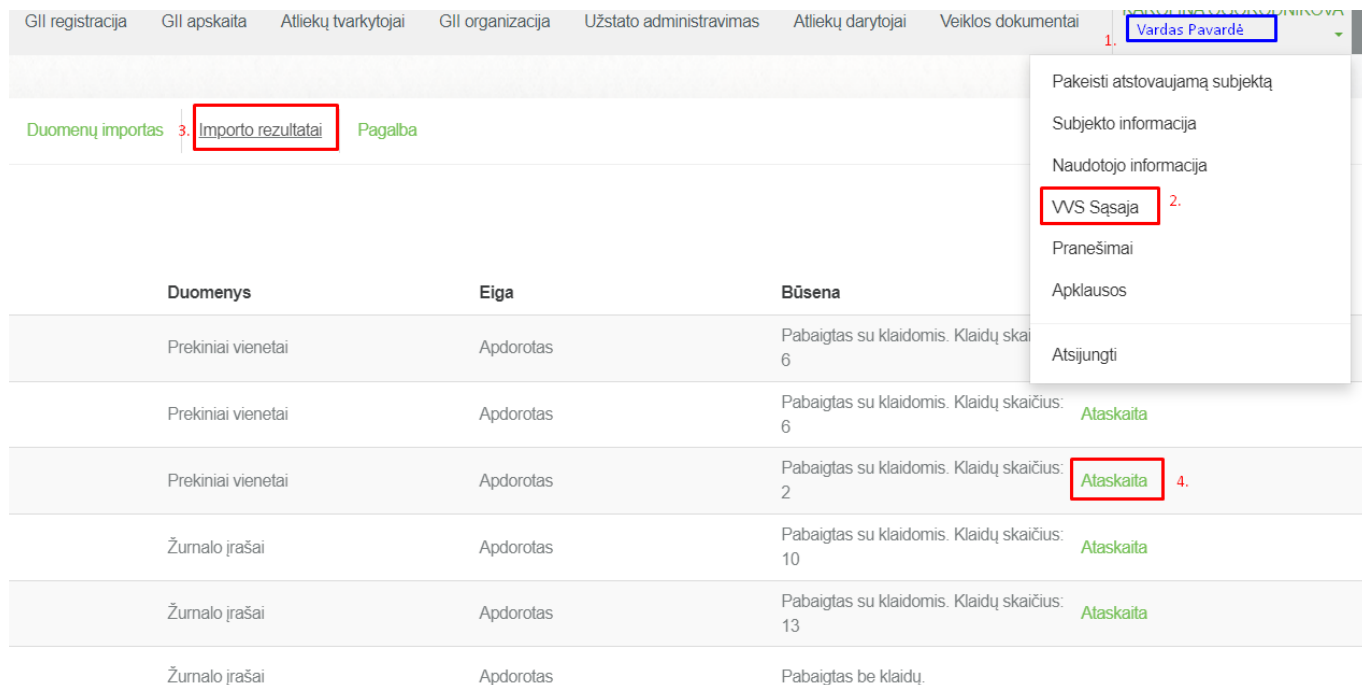 GII registracija GII apskaita Atliekų tvarkytojai GII organizacija Užstato administravimas Atliekų darytojai Veiklos dokumentai
1. Vardas Pavardė
Pakeisti atstovaujamą subjektą
Duomenų importas 3. Importo rezultatai Pagalba
Subjekto informacija
Naudotojo informacija
VVS Sąsaja 2.
Pranešimai
Apklausos
Atsijungti
Duomenys Eiga Būsena
Prekiniai vienetai Apdorotas Pabaigtas su klaidomis. Klaidų skai
6
Prekiniai vienetai Apdorotas Pabaigtas su klaidomis. Klaidų skaičius: Ataskaita
6
Prekiniai vienetai Apdorotas Pabaigtas su klaidomis. Klaidų skaičius: Ataskaita 4.
2
Žurnalo įrašai Apdorotas Pabaigtas su klaidomis. Klaidų skaičius: Ataskaita
10
Žurnalo įrašai Apdorotas Pabaigtas su klaidomis. Klaidų skaičius: Ataskaita
13
Žurnalo įrašai Apdorotas Pabaigtas be klaidų.